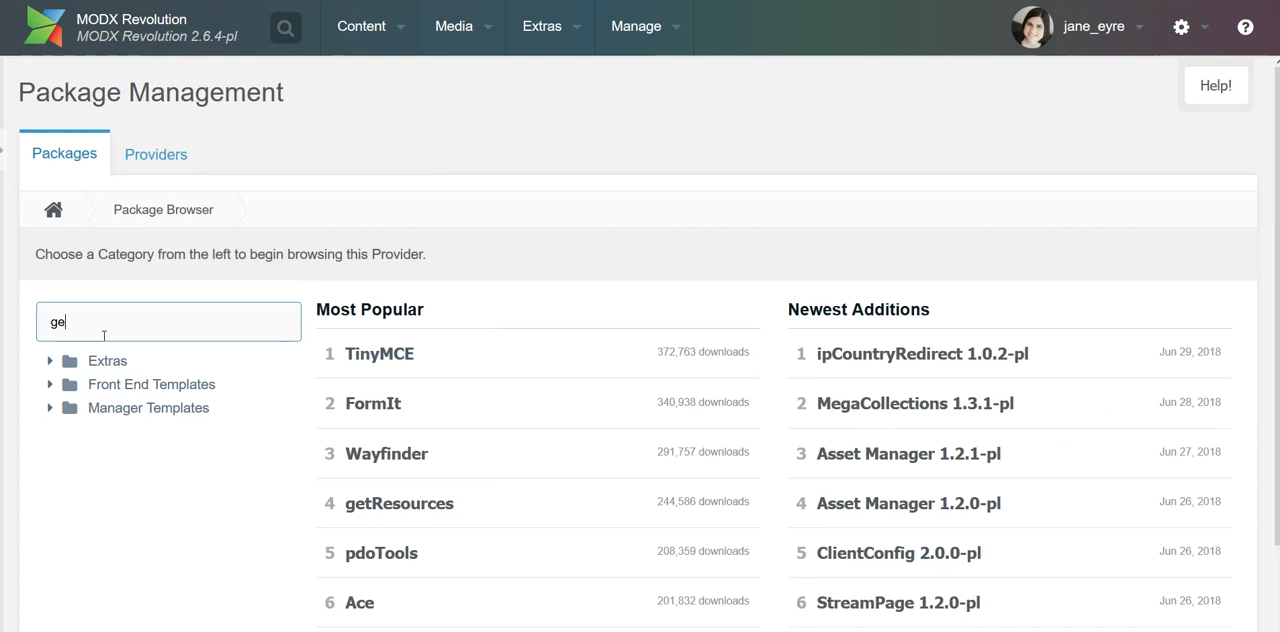 MODX Revolution
MODX Revolution 2.6.4-pl
Content
Media
Extras
Manage
jane_eyre
?
Package Management
Help!
Packages
Providers
Package Browser
Choose a Category from the left to begin browsing this Provider.
ge
Extras
Front End Templates
Manager Templates
Most Popular
1 TinyMCE 372,763 downloads
2 FormIt 340,938 downloads
3 Wayfinder 291,757 downloads
4 getResources 244,586 downloads
5 pdoTools 208,359 downloads
6 Ace 201,832 downloads
Newest Additions
1 ipCountryRedirect 1.0.2-pl Jun 29, 2018
2 MegaCollections 1.3.1-pl Jun 28, 2018
3 Asset Manager 1.2.1-pl Jun 27, 2018
4 Asset Manager 1.2.0-pl Jun 26, 2018
5 ClientConfig 2.0.0-pl Jun 26, 2018
6 StreamPage 1.2.0-pl Jun 26, 2018